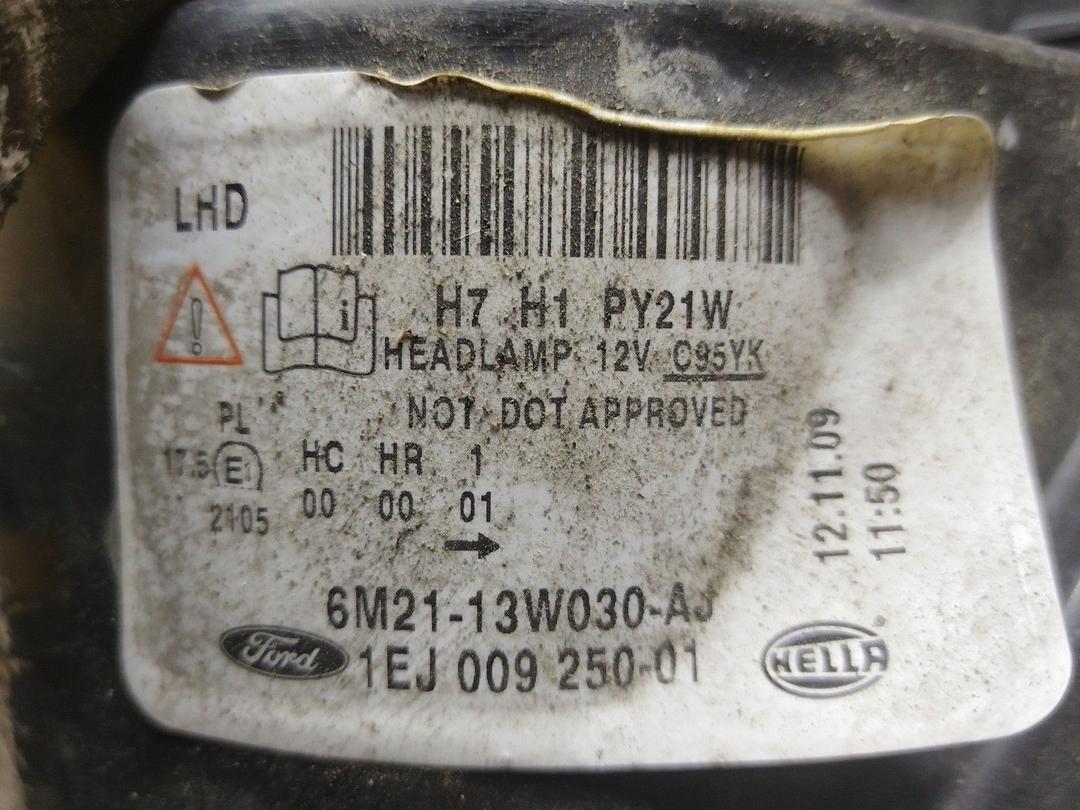 LHD
i
H7 H1 PY21W
HEADLAMP 12V C95YK
NOT DOT APPROVED
PL
17.5 E1 HC HR 1
2105 00 00 01
12.11.09
11:50
6M21-13W030-AJ
Ford 1EJ 009 250-01 HELLA®